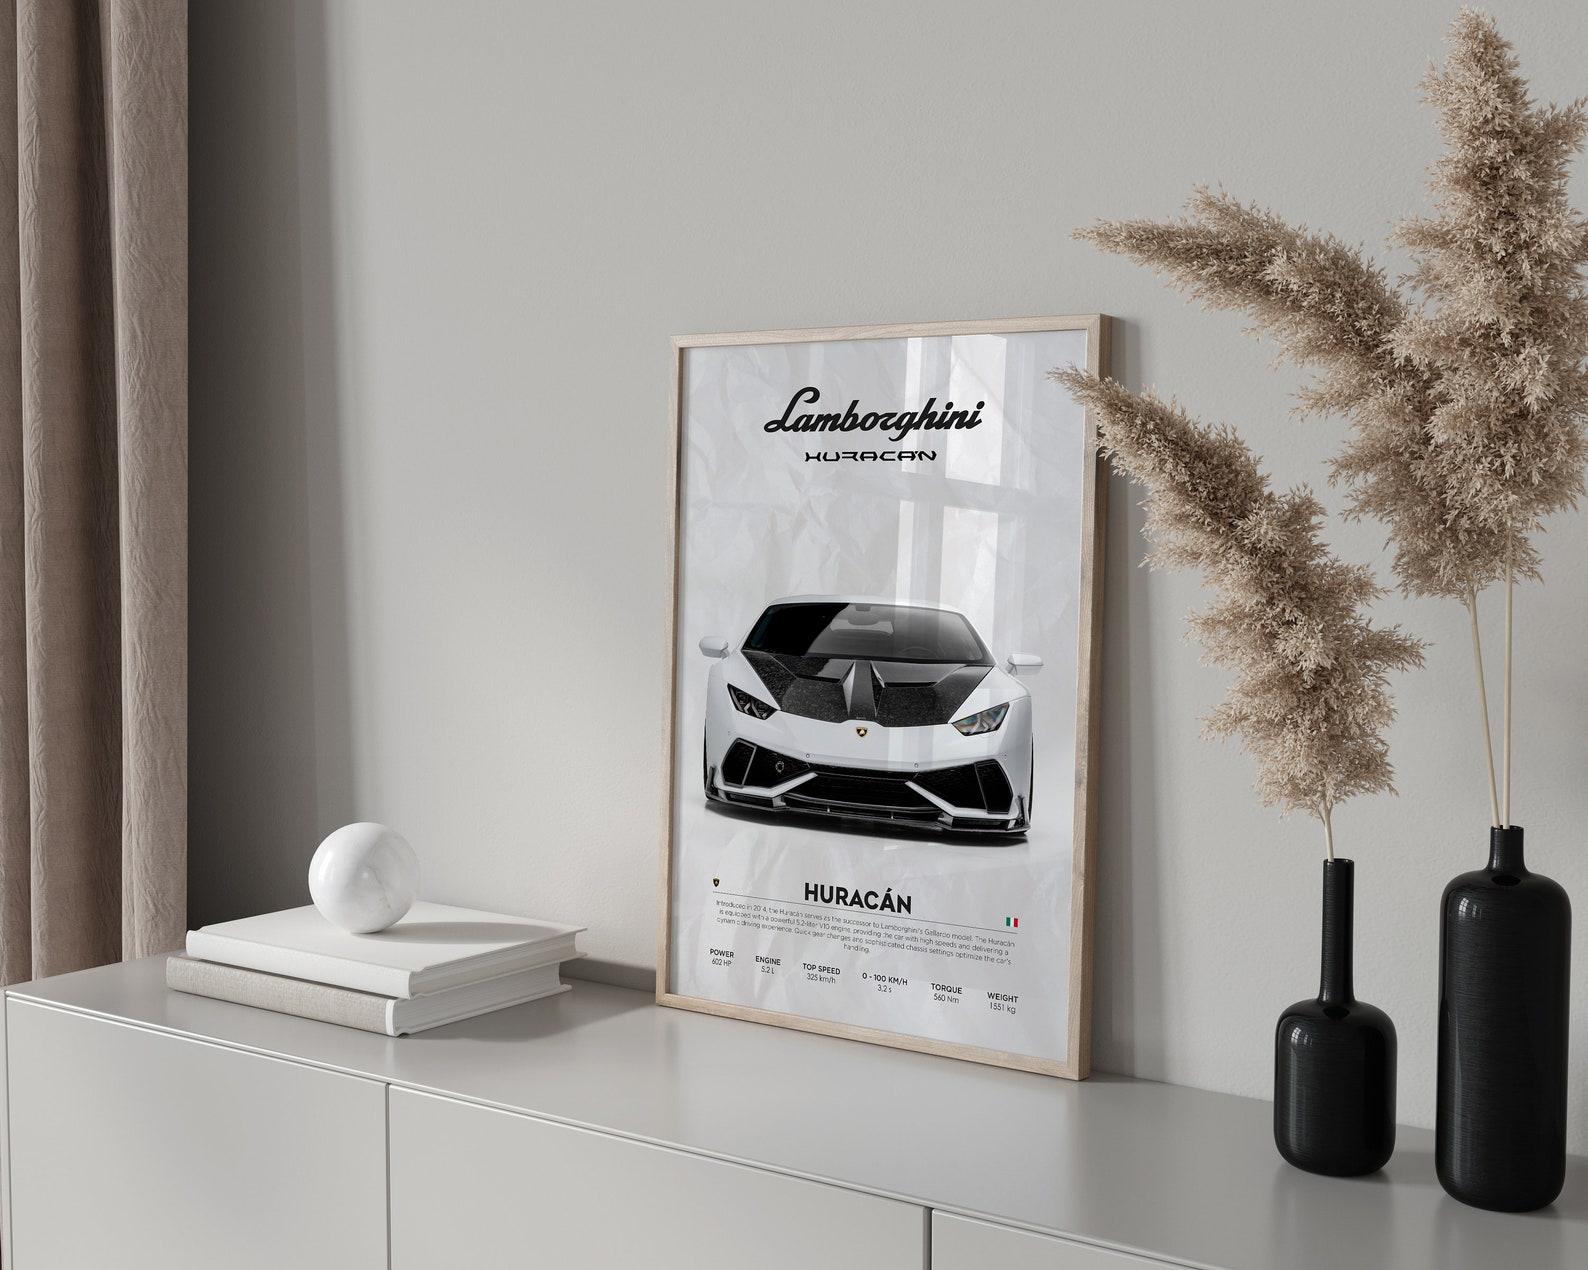 Lamborghini
HURACÁN
HURACÁN
Introduced in 2014, the Huracán serves as the successor to Lamborghini's Gallardo model. The Huracán
is equipped with a powerful 5.2-liter V10 engine, providing the car with high speeds and delivering a
dynamic driving experience. Quick gear changes and sophisticated chassis settings optimize the car's
handling.
POWER ENGINE TOP SPEED 0 - 100 KM/H TORQUE WEIGHT
602 HP 5.2 L 325 km/h 3,2 s 560 Nm 1551 kg